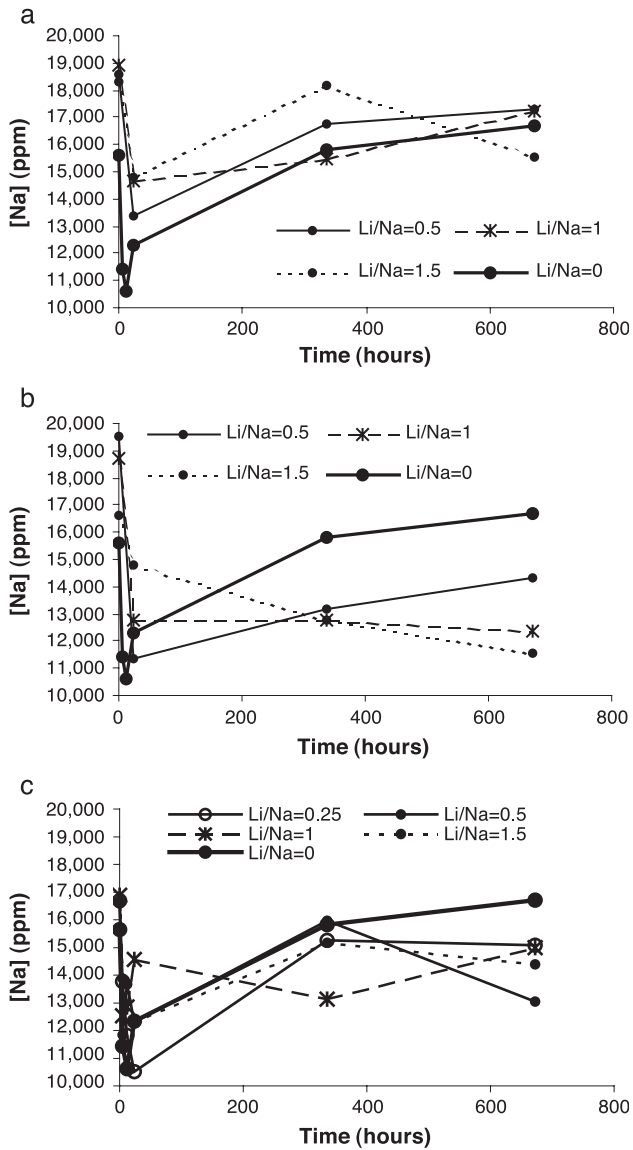 a
20,000
19,000
18,000
17,000
16,000
15,000
14,000
13,000
12,000
11,000
10,000
[Na] (ppm)
Li/Na=0.5 Li/Na=1
Li/Na=1.5 Li/Na=0
0 200 400 600 800
Time (hours)
b
20,000
19,000
18,000
17,000
16,000
15,000
14,000
13,000
12,000
11,000
10,000
[Na] (ppm)
Li/Na=0.5 Li/Na=1
Li/Na=1.5 Li/Na=0
0 200 400 600 800
Time (hours)
c
20,000
19,000
18,000
17,000
16,000
15,000
14,000
13,000
12,000
11,000
10,000
[Na] (ppm)
Li/Na=0.25 Li/Na=0.5
Li/Na=1 Li/Na=1.5
Li/Na=0
0 200 400 600 800
Time (hours)